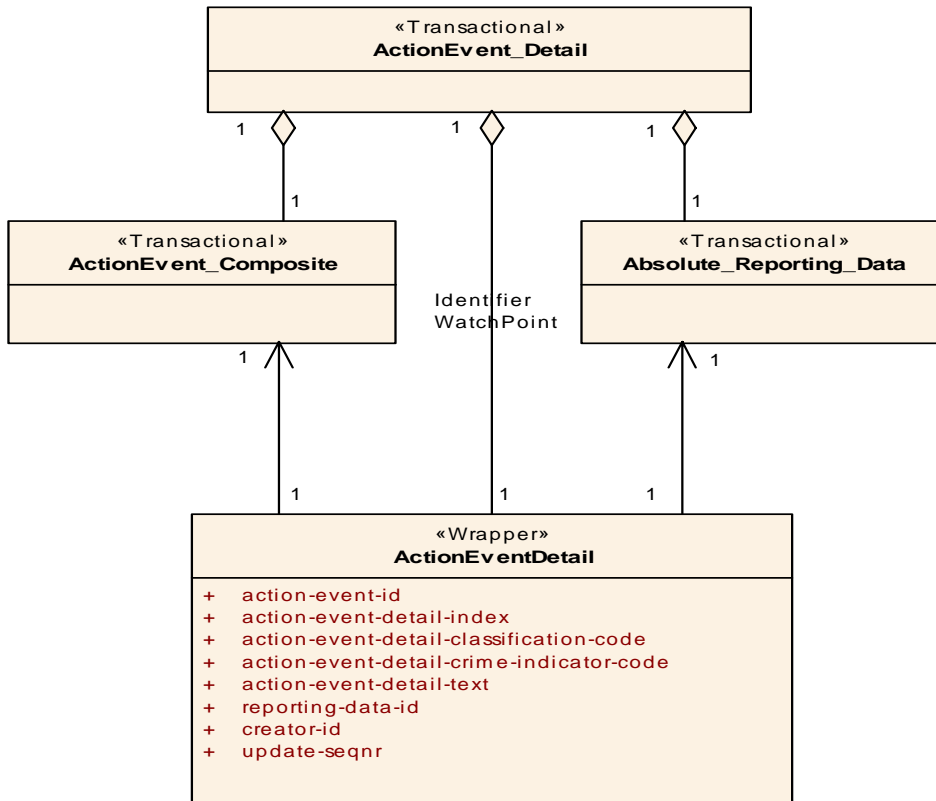 «Transactional»
ActionEvent_Detail
1
1
1
1
1
«Transactional»
ActionEvent_Composite
«Transactional»
Absolute_Reporting_Data
Identifier
WatchPoint
1
1
1
1
1
«Wrapper»
ActionEventDetail
+ action-event-id
+ action-event-detail-index
+ action-event-detail-classification-code
+ action-event-detail-crime-indicator-code
+ action-event-detail-text
+ reporting-data-id
+ creator-id
+ update-seqnr